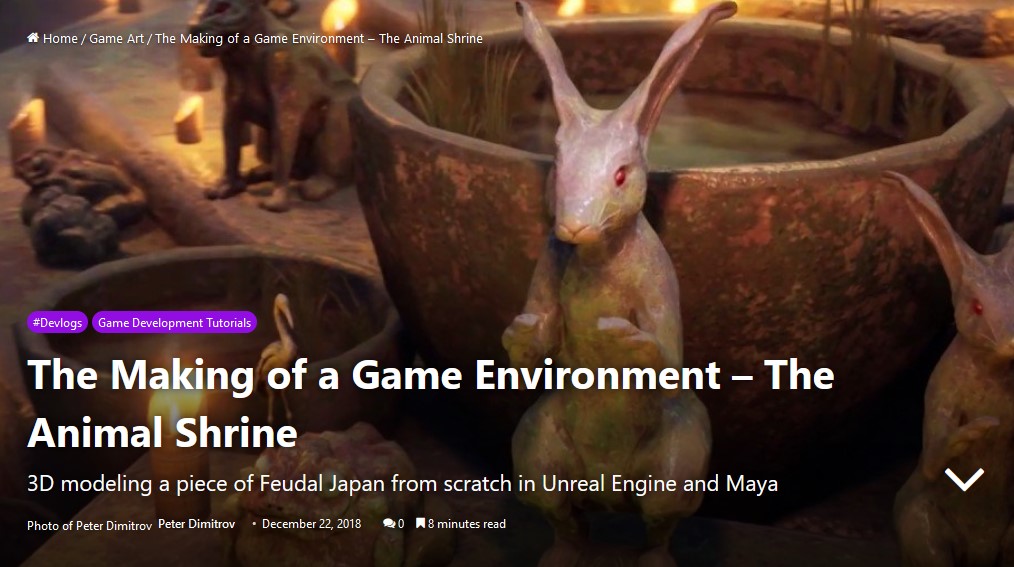 Home / Game Art / The Making of a Game Environment – The Animal Shrine
#Devlogs Game Development Tutorials
The Making of a Game Environment – The
Animal Shrine
3D modeling a piece of Feudal Japan from scratch in Unreal Engine and Maya
Photo of Peter Dimitrov Peter Dimitrov • December 22, 2018 0 8 minutes read